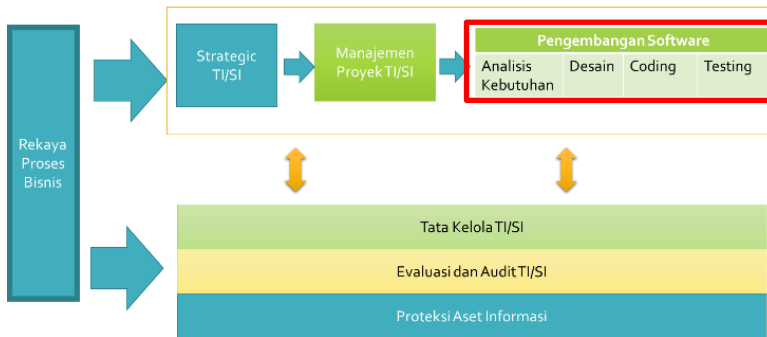 Rekaya
Proses
Bisnis
Strategic
TI/SI
Manajemen
Proyek TI/SI
Pengembangan Software
Analisis
Kebutuhan
Desain
Coding
Testing
Tata Kelola TI/SI
Evaluasi dan Audit TI/SI
Proteksi Aset Informasi